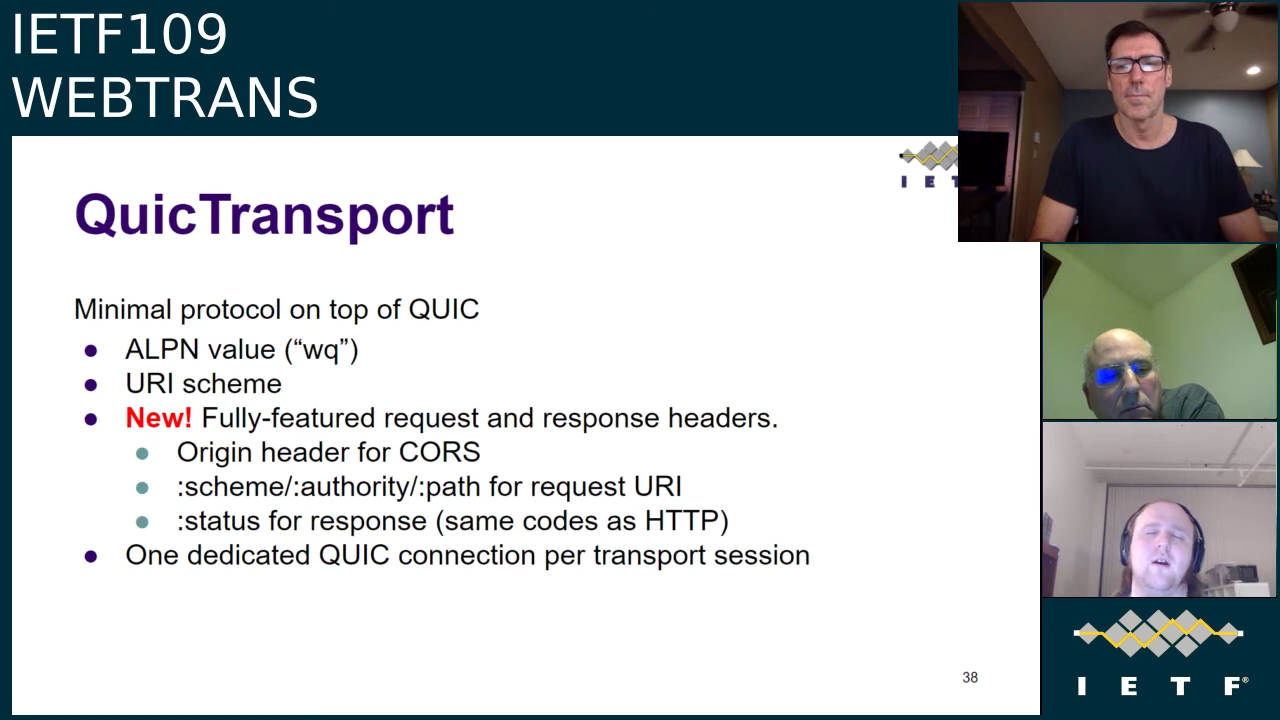 IETF109
WEBTRANS
I E T
QuicTransport
Minimal protocol on top of QUIC
● ALPN value (“wq”)
● URI scheme
● New! Fully-featured request and response headers.
● Origin header for CORS
● :scheme/:authority/:path for request URI
● :status for response (same codes as HTTP)
● One dedicated QUIC connection per transport session
38
I E T F®